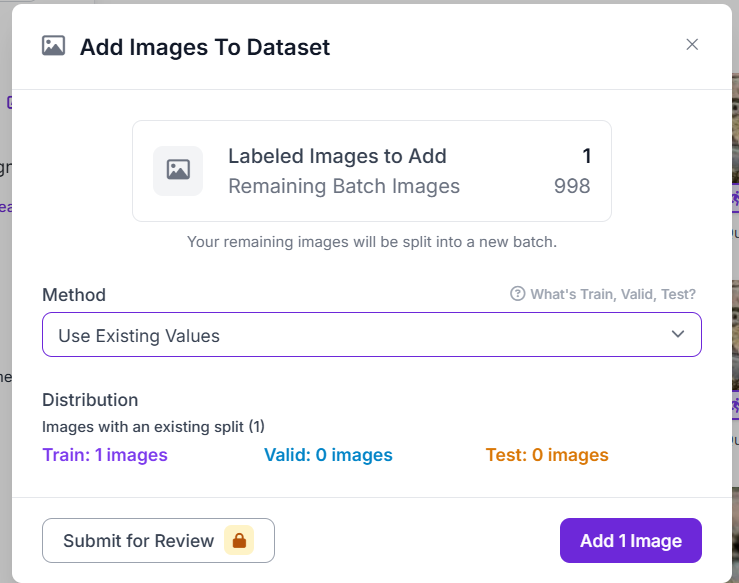 Add Images To Dataset
Labeled Images to Add 1
Remaining Batch Images 998
Your remaining images will be split into a new batch.
Method
What's Train, Valid, Test?
Use Existing Values
Distribution
Images with an existing split (1)
Train: 1 images Valid: 0 images Test: 0 images
Submit for Review
Add 1 Image